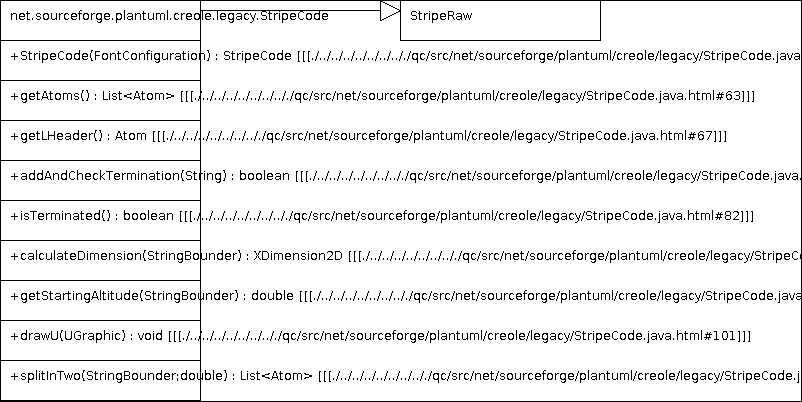 net.sourceforge.plantuml.creole.legacy.StripeCode
StripeRaw
+StripeCode(FontConfiguration) : StripeCode [[[./../../../../../../../qc/src/net/sourceforge/plantuml/creole/legacy/StripeCode.java
+getAtoms() : List<Atom> [[[./../../../../../../../qc/src/net/sourceforge/plantuml/creole/legacy/StripeCode.java.html#63]]]
+getLHeader() : Atom [[[./../../../../../../../qc/src/net/sourceforge/plantuml/creole/legacy/StripeCode.java.html#67]]]
+addAndCheckTermination(String) : boolean [[[./../../../../../../../qc/src/net/sourceforge/plantuml/creole/legacy/StripeCode.java.
+isTerminated() : boolean [[[./../../../../../../../qc/src/net/sourceforge/plantuml/creole/legacy/StripeCode.java.html#82]]]
+calculateDimension(StringBounder) : XDimension2D [[[./../../../../../../../qc/src/net/sourceforge/plantuml/creole/legacy/StripeCo
+getStartingAltitude(StringBounder) : double [[[./../../../../../../../qc/src/net/sourceforge/plantuml/creole/legacy/StripeCode.java
+drawU(UGraphic) : void [[[./../../../../../../../qc/src/net/sourceforge/plantuml/creole/legacy/StripeCode.java.html#101]]]
+splitInTwo(StringBounder;double) : List<Atom> [[[./../../../../../../../qc/src/net/sourceforge/plantuml/creole/legacy/StripeCode.j